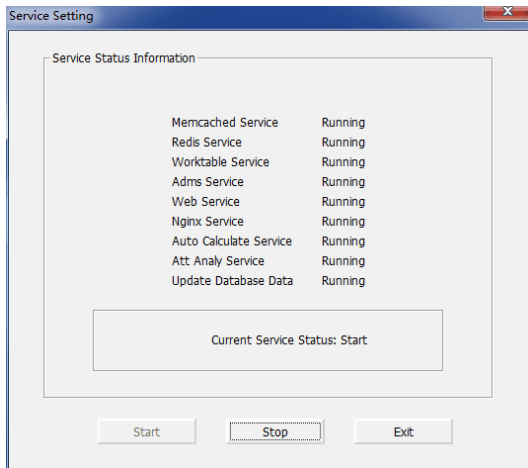 Service Setting
Service Status Information
Memcached Service Running
Redis Service Running
Worktable Service Running
Adms Service Running
Web Service Running
Nginx Service Running
Auto Calculate Service Running
Att Analy Service Running
Update Database Data Running
Current Service Status: Start
Start Stop Exit